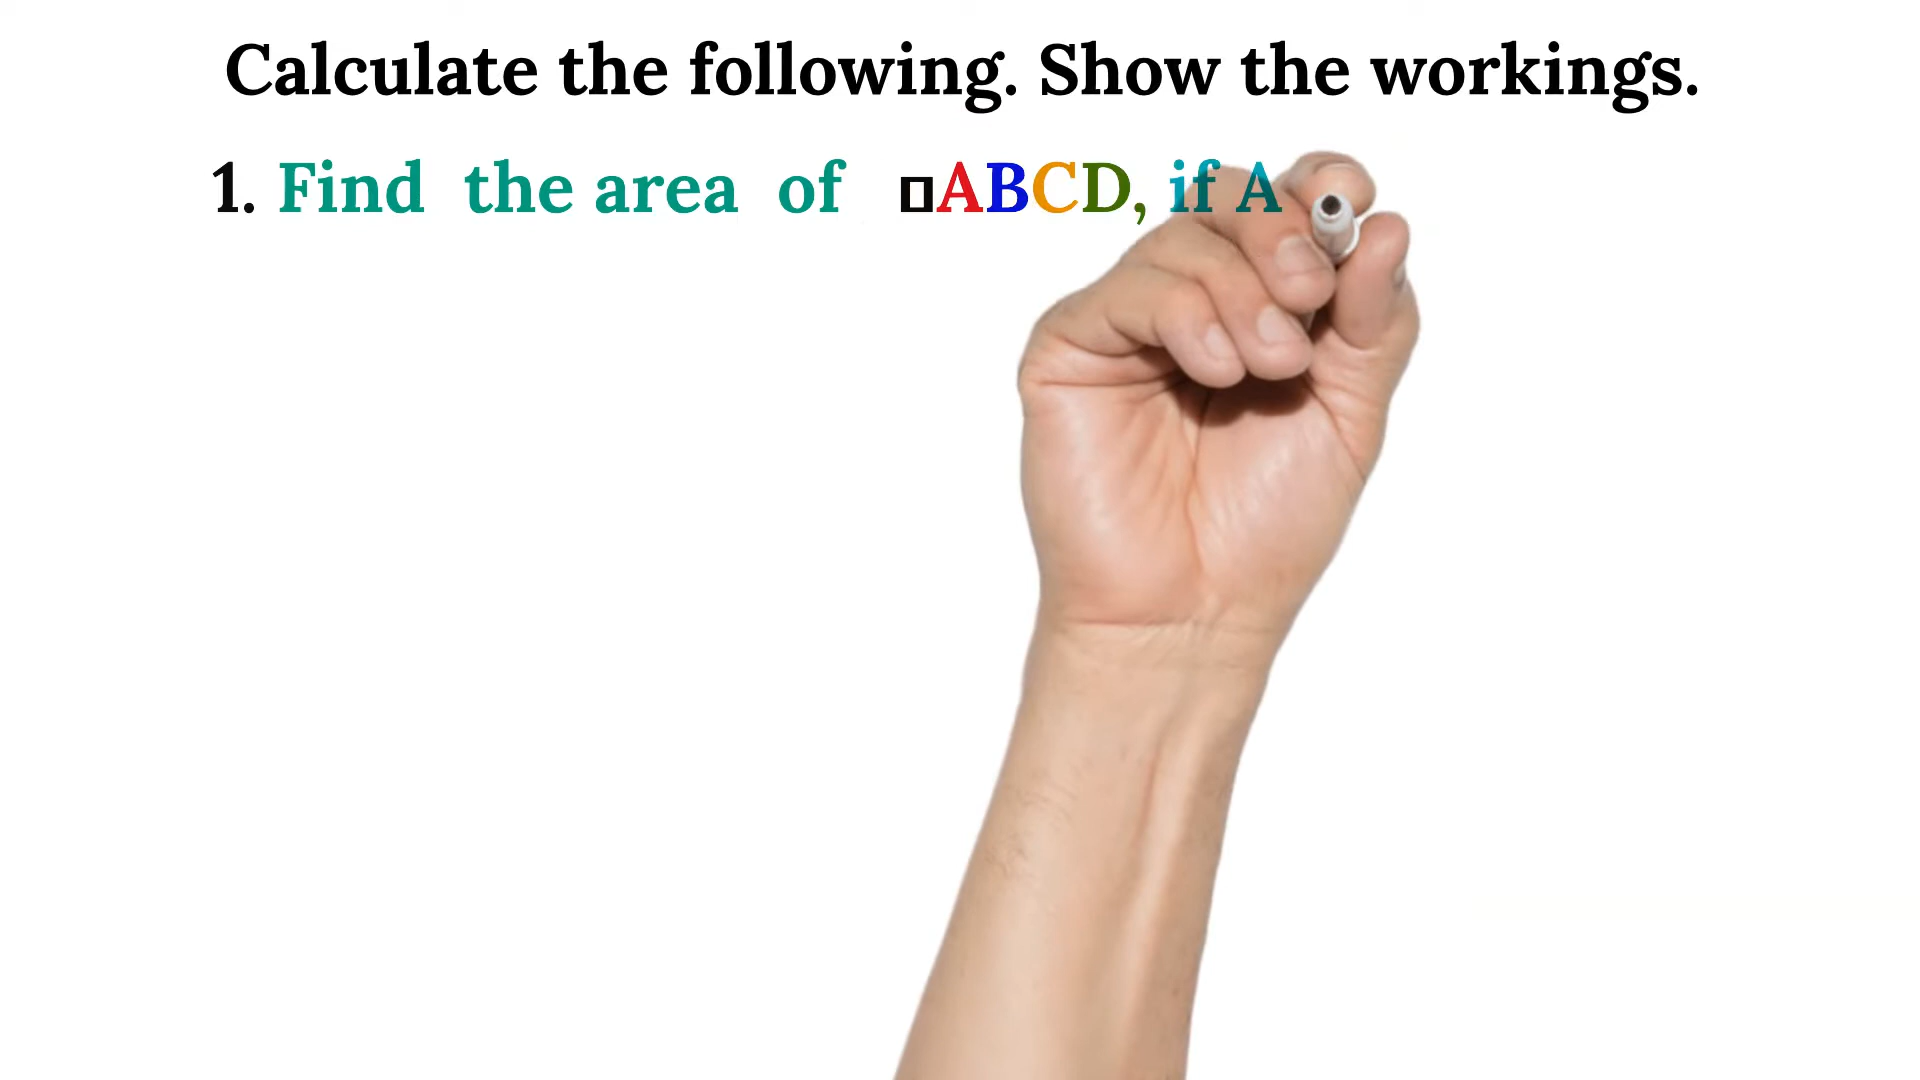 Calculate the following. Show the workings.
1. Find the area of □ABCD, if A